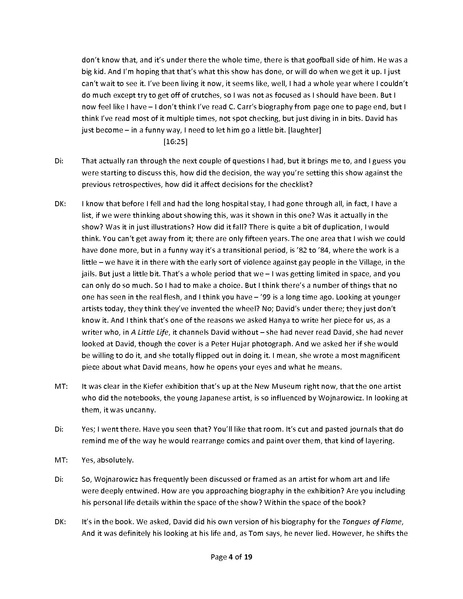 don't know that, and it's under there the whole time, there is that goofball side of him. He was a
big kid. And I'm hoping that that's what this show has done, or will do when we get it up. I just
can't wait to see it. I've been living it now, it seems like, well, I had a whole year where I couldn't
do much except try to get off of crutches, so I was not as focused as I should have been. But I
now feel like I have – I don't think I've read C. Carr's biography from page one to page end, but I
think I've read most of it multiple times, not spot checking, but just diving in in bits. David has
just become – in a funny way, I need to let him go a little bit. [laughter]
[16:25]
Di: That actually ran through the next couple of questions I had, but it brings me to, and I guess you
were starting to discuss this, how did the decision, the way you're setting this show against the
previous retrospectives, how did it affect decisions for the checklist?
DK: I know that before I fell and had the long hospital stay, I had gone through all, in fact, I have a
list, if we were thinking about showing this, was it shown in this one? Was it actually in the
show? Was it in just illustrations? How did it fall? There is quite a bit of duplication, I would
think. You can't get away from it; there are only fifteen years. The one area that I wish we could
have done more, but in a funny way it's a transitional period, is '82 to '84, where the work is a
little – we have it in there with the early sort of violence against gay people in the Village, in the
jails. But just a little bit. That's a whole period that we – I was getting limited in space, and you
can only do so much. So I had to make a choice. But I think there's a number of things that no
one has seen in the real flesh, and I think you have – '99 is a long time ago. Looking at younger
artists today, they think they've invented the wheel? No; David's under there; they just don't
know it. And I think that's one of the reasons we asked Hanya to write her piece for us, as a
writer who, in A Little Life, it channels David without – she had never read David, she had never
looked at David, though the cover is a Peter Hujar photograph. And we asked her if she would
be willing to do it, and she totally flipped out in doing it. I mean, she wrote a most magnificent
piece about what David means, how he opens your eyes and what he means.
MT: It was clear in the Kiefer exhibition that's up at the New Museum right now, that the one artist
who did the notebooks, the young Japanese artist, is so influenced by Wojnarowicz. In looking at
them, it was uncanny.
Di: Yes; I went there. Have you seen that? You'll like that room. It's cut and pasted journals that do
remind me of the way he would rearrange comics and paint over them, that kind of layering.
MT: Yes, absolutely.
Di: So, Wojnarowicz has frequently been discussed or framed as an artist for whom art and life
were deeply entwined. How are you approaching biography in the exhibition? Are you including
his personal life details within the space of the show? Within the space of the book?
DK: It's in the book. We asked, David did his own version of his biography for the Tongues of Flame,
And it was definitely his looking at his life and, as Tom says, he never lied. However, he shifts the
Page 4 of 19